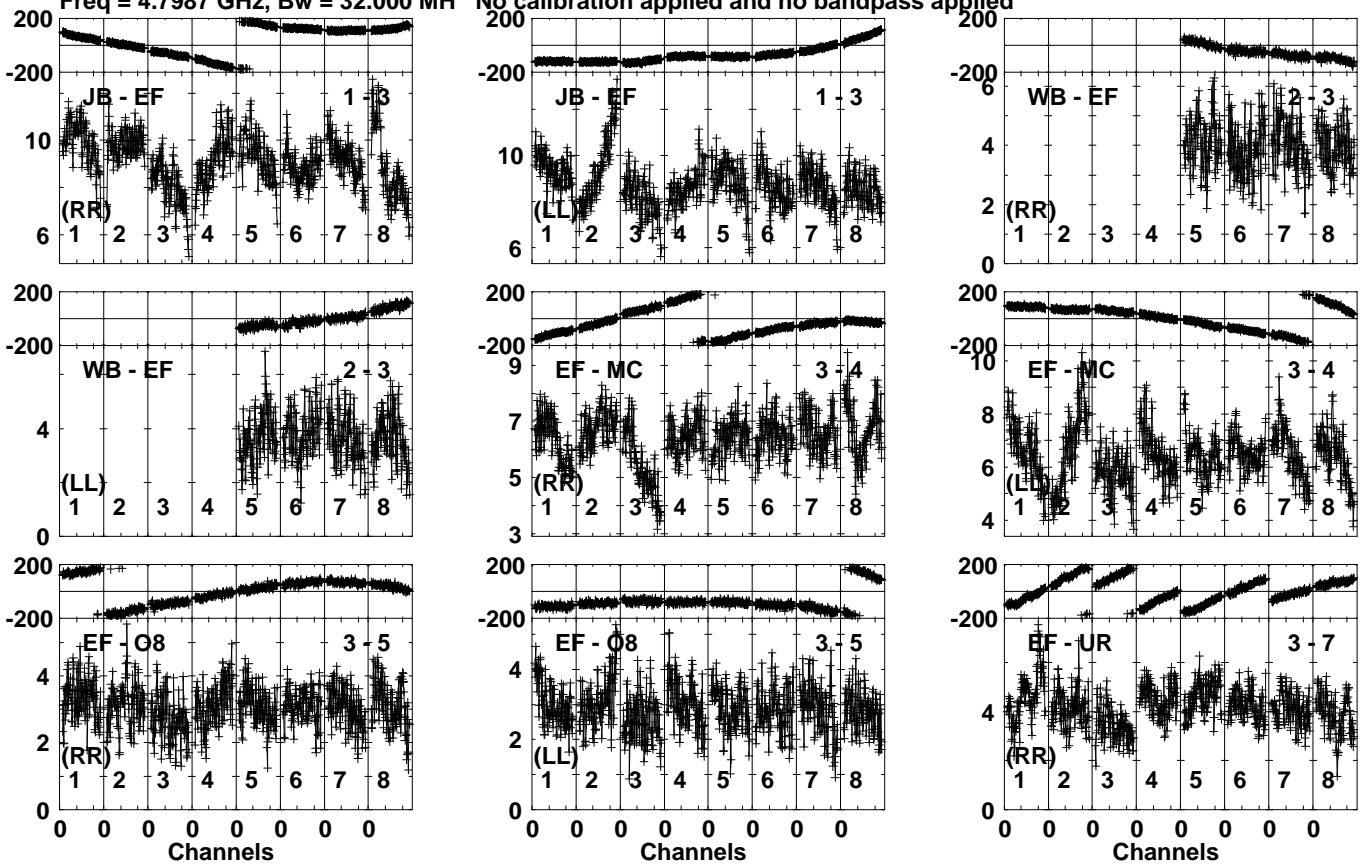 Freq = 4.7987 GHz, Bw = 32.000 MH No calibration applied and no bandpass applied
200
-200
JB - EF 1 - 3
10
(RR)
6
1 2 3 4 5 6 7 8
JB - EF 1 - 3
10
(LL)
6
1 2 3 4 5 6 7 8
200
-200
6
WB - EF 2 - 3
4
2
(RR)
0
1 2 3 4 5 6 7 8
200
-200
WB - EF 2 - 3
4
(LL)
0
1 2 3 4 5 6 7 8
200
-200
9
EF - MC 3 - 4
7
5
(RR)
3
1 2 3 4 5 6 7 8
200
-200
10
EF - MC 3 - 4
8
6
(LL)
4
1 2 3 4 5 6 7 8
200
-200
EF - O8 3 - 5
4
2
(RR)
0
1 2 3 4 5 6 7 8
0 0 0 0 0 0 0 0
Channels
200
-200
EF - O8 3 - 5
4
2
(LL)
0
1 2 3 4 5 6 7 8
0 0 0 0 0 0 0 0
Channels
200
-200
EF - UR 3 - 7
4
(RR)
0
1 2 3 4 5 6 7 8
0 0 0 0 0 0 0 0
Channels